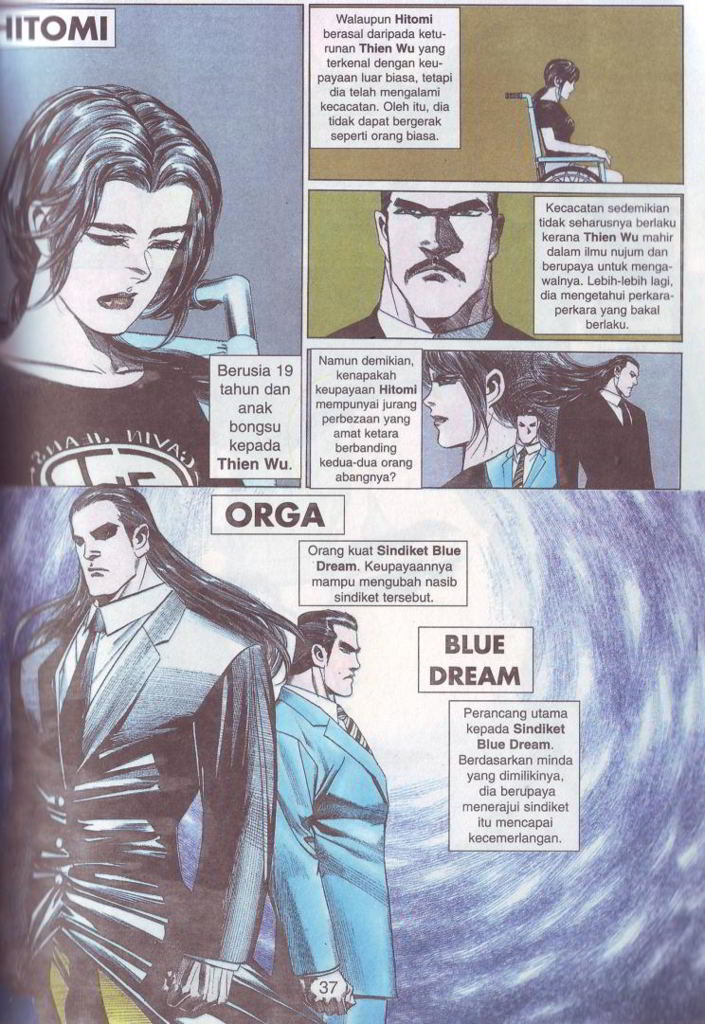 HITOMI
Walaupun Hitomi
berasal daripada ketu-
runan Thien Wu yang
terkenal dengan keu-
payaan luar biasa, tetapi
dia telah mengalami
kecacatan. Oleh itu, dia
tidak dapat bergerak
seperti orang biasa.
Kecacatan sedemikian
tidak seharusnya berlaku
kerana Thien Wu mahir
dalam ilmu nujum dan
berupaya untuk menga-
walnya. Lebih-lebih lagi,
dia mengetahui perkara-
perkara yang bakal
berlaku.
Berusia 19
tahun dan
anak
bongsu
kepada
Thien Wu.
Namun demikian,
kenapakah
keupayaan Hitomi
mempunyai jurang
perbezaan yang
amat ketara
berbanding
kedua-dua orang
abangnya?
ORGA
Orang kuat Sindiket Blue
Dream. Keupayaannya
mampu mengubah nasib
sindiket tersebut.
BLUE
DREAM
Perancang utama
kepada Sindiket
Blue Dream.
Berdasarkan minda
yang dimilikinya,
dia berupaya
menerajui sindiket
itu mencapai
kecemerlangan.
37